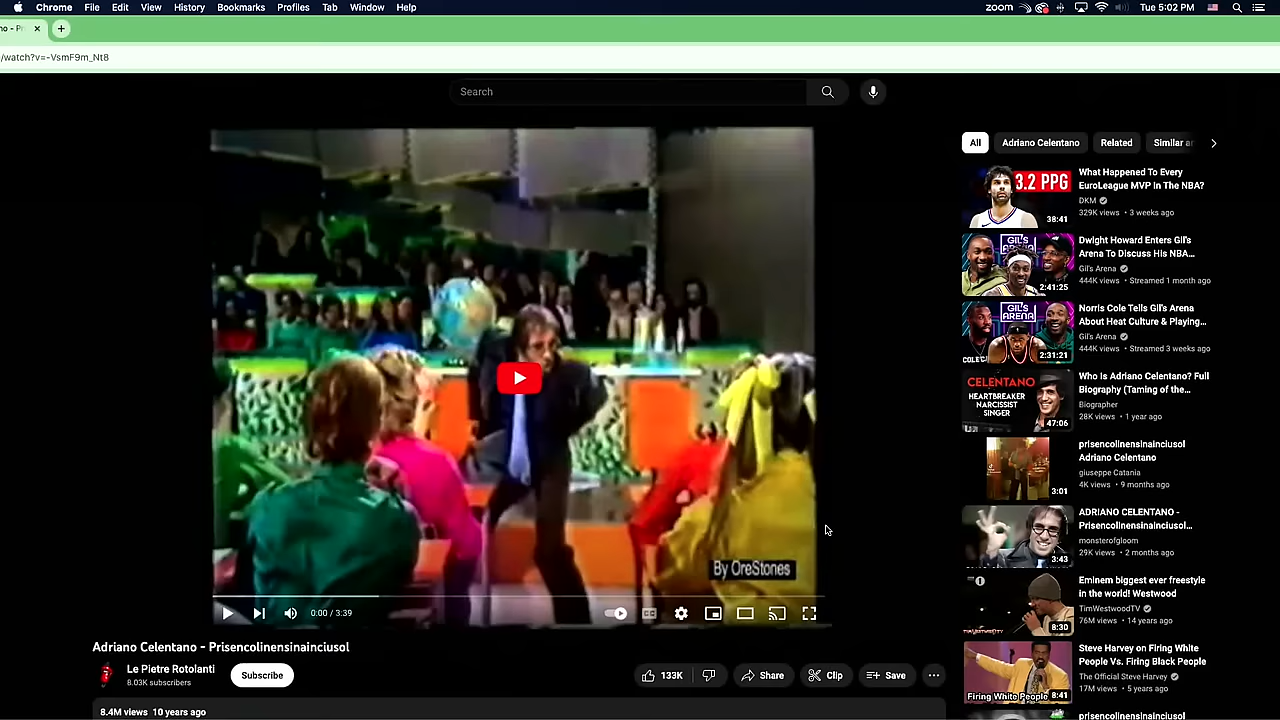 Chrome File Edit View History Bookmarks Profiles Tab Window Help
zoom Tue 5:02 PM
/watch?v=-VsmF9m_Nt8
Search
All Adriano Celentano Related Similar
By OreStones
0:00 / 3:39
Adriano Celentano - Prisencolinensinainciusol
Le Pietre Rotolanti
8.03K subscribers
Subscribe
133K Share Clip Save
8.4M views 10 years ago
3.2 PPG
38:41
What Happened To Every
EuroLeague MVP In The NBA?
DKM
329K views • 3 weeks ago
GIL'S
ARENA
2:41:25
Dwight Howard Enters Gil's
Arena To Discuss His NBA...
Gil's Arena
444K views • Streamed 1 month ago
GIL'S
ARENA
2:31:21
Norris Cole Tells Gil's Arena
About Heat Culture & Playing...
Gil's Arena
444K views • Streamed 3 weeks ago
CELENTANO
HEARTBREAKER
NARCISSIST
SINGER
47:06
Who Is Adriano Celentano? Full
Biography (Taming of the...
Biographer
28K views • 1 year ago
3:01
prisencolinensinainciusol
Adriano Celentano
giuseppe Catania
4K views • 9 months ago
3:43
ADRIANO CELENTANO -
Prisencolinensinainciusol...
monsterofgloom
29K views • 2 months ago
8:30
Eminem biggest ever freestyle
in the world! Westwood
TimWestwoodTV
76M views • 14 years ago
Firing White People
8:41
Steve Harvey on Firing White
People Vs. Firing Black People
The Official Steve Harvey
17M views • 5 years ago
prisencolinensinainciusol